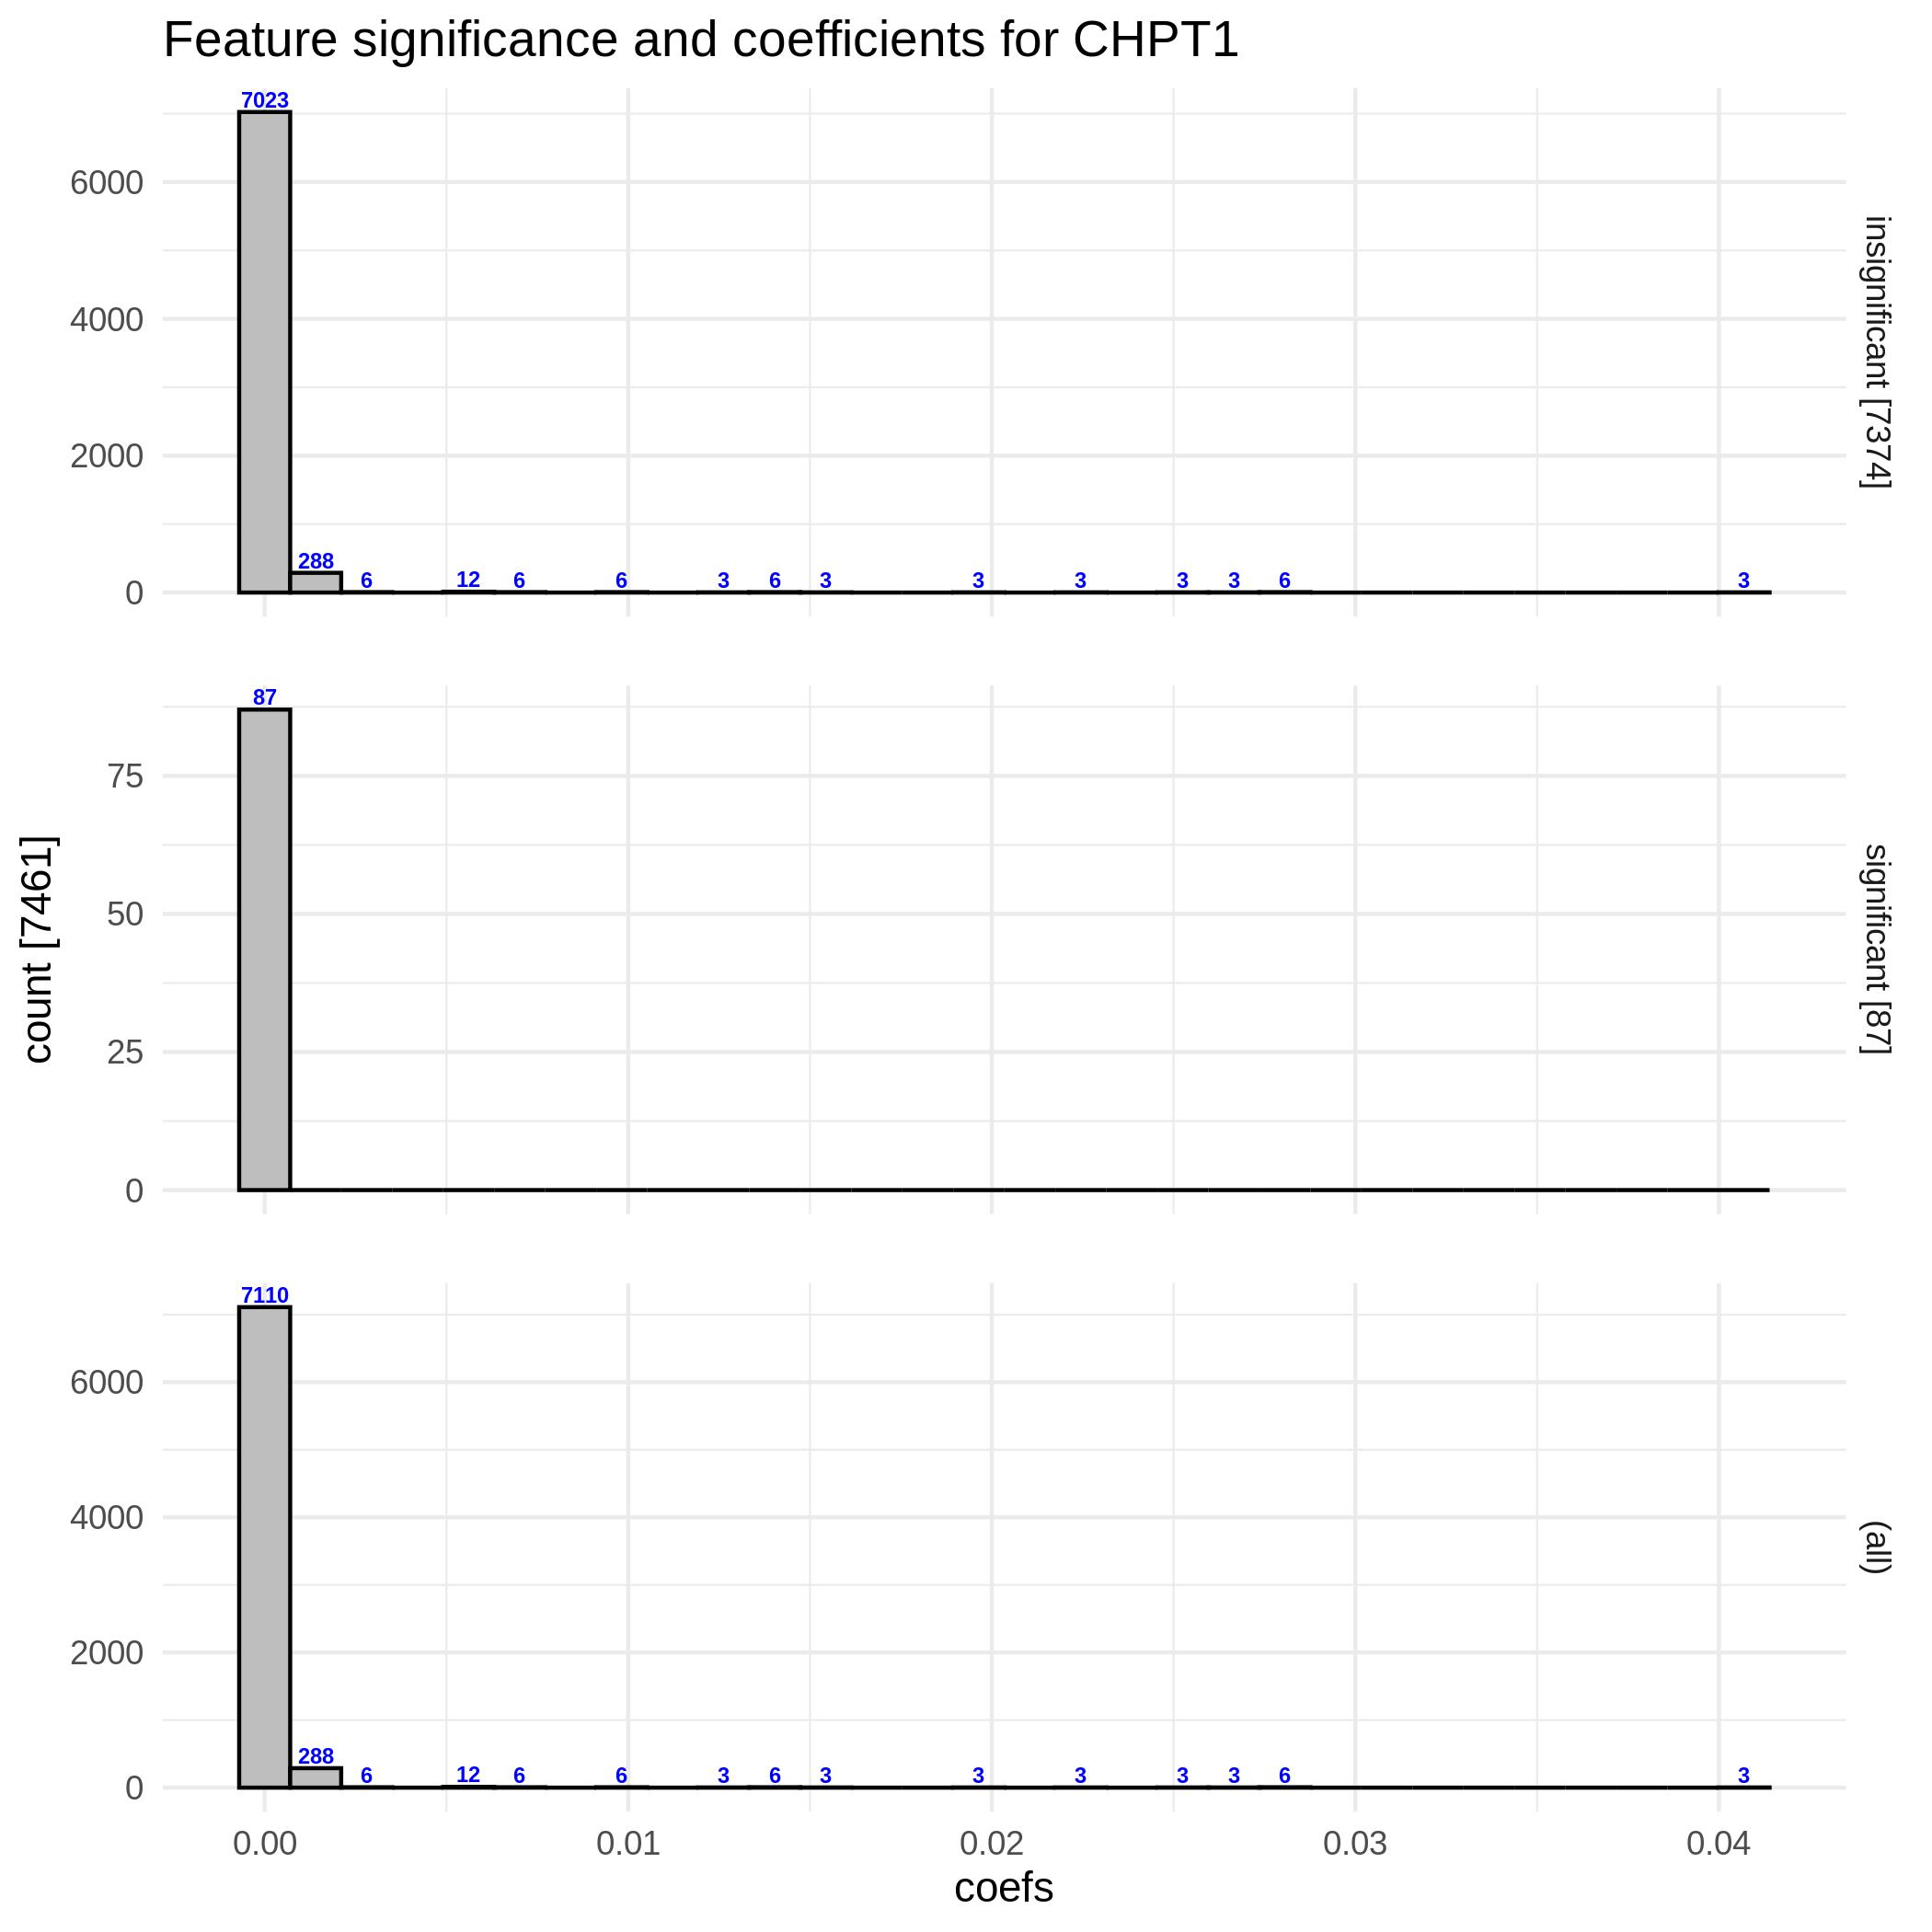 Feature significance and coefficients for CHPT1
7023
6000
4000
2000
288
6 12 6 6 3 6 3 3 3 3 3 6 3
0
insignificant [7374]
87
75
50
25
0
significant [87]
count [7461]
7110
6000
4000
2000
288
6 12 6 6 3 6 3 3 3 3 3 6 3
0
(all)
0.00 0.01 0.02 0.03 0.04
coefs